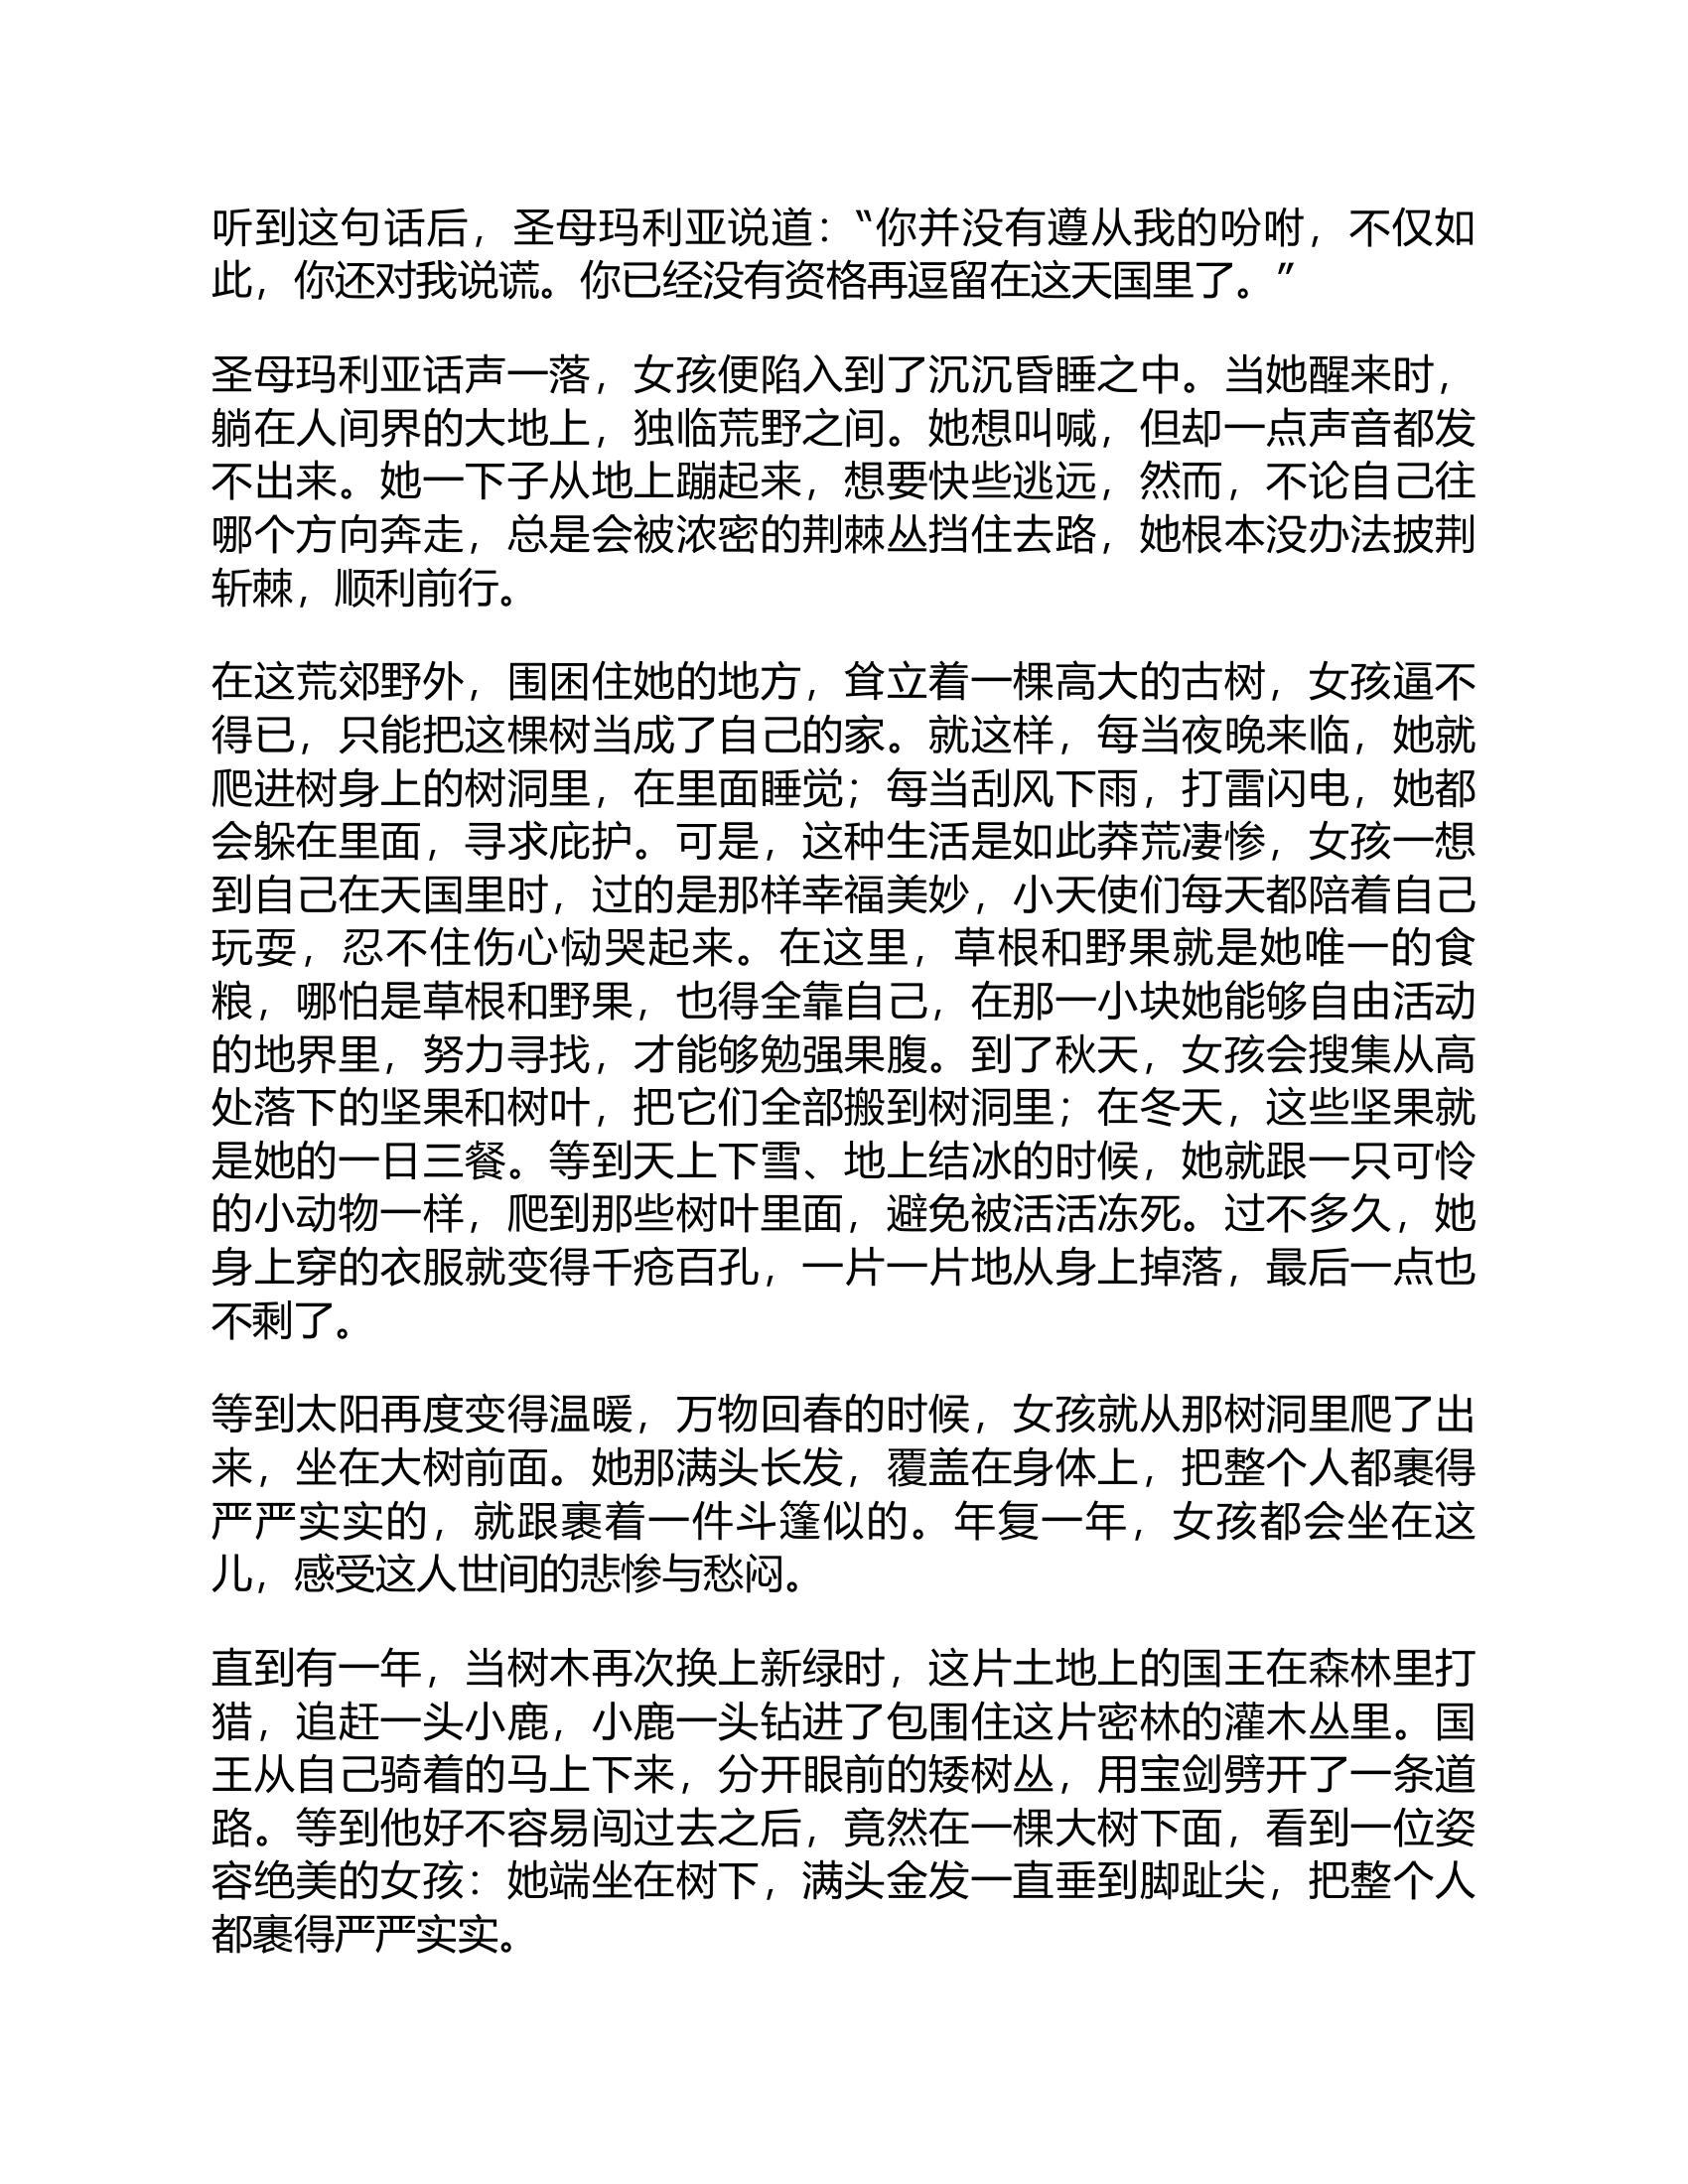 听到这句话后，圣母玛利亚说道：“你并没有遵从我的吩咐，不仅如
此，你还对我说谎。你已经没有资格再逗留在这天国里了。”
圣母玛利亚话声一落，女孩便陷入到了沉沉昏睡之中。当她醒来时，
躺在人间界的大地上，独临荒野之间。她想叫喊，但却一点声音都发
不出来。她一下子从地上蹦起来，想要快些逃远，然而，不论自己往
哪个方向奔走，总是会被浓密的荆棘丛挡住去路，她根本没办法披荆
斩棘，顺利前行。
在这荒郊野外，围困住她的地方，耸立着一棵高大的古树，女孩逼不
得已，只能把这棵树当成了自己的家。就这样，每当夜晚来临，她就
爬进树身上的树洞里，在里面睡觉；每当刮风下雨，打雷闪电，她都
会躲在里面，寻求庇护。可是，这种生活是如此莽荒凄惨，女孩一想
到自己在天国里时，过的是那样幸福美妙，小天使们每天都陪着自己
玩耍，忍不住伤心恸哭起来。在这里，草根和野果就是她唯一的食
粮，哪怕是草根和野果，也得全靠自己，在那一小块她能够自由活动
的地界里，努力寻找，才能够勉强果腹。到了秋天，女孩会搜集从高
处落下的坚果和树叶，把它们全部搬到树洞里；在冬天，这些坚果就
是她的一日三餐。等到天上下雪、地上结冰的时候，她就跟一只可怜
的小动物一样，爬到那些树叶里面，避免被活活冻死。过不多久，她
身上穿的衣服就变得千疮百孔，一片一片地从身上掉落，最后一点也
不剩了。
等到太阳再度变得温暖，万物回春的时候，女孩就从那树洞里爬了出
来，坐在大树前面。她那满头长发，覆盖在身体上，把整个人都裹得
严严实实的，就跟裹着一件斗篷似的。年复一年，女孩都会坐在这
儿，感受这人世间的悲惨与愁闷。
直到有一年，当树木再次换上新绿时，这片土地上的国王在森林里打
猎，追赶一头小鹿，小鹿一头钻进了包围住这片密林的灌木丛里。国
王从自己骑着的马上下来，分开眼前的矮树丛，用宝剑劈开了一条道
路。等到他好不容易闯过去之后，竟然在一棵大树下面，看到一位姿
容绝美的女孩：她端坐在树下，满头金发一直垂到脚趾尖，把整个人
都裹得严严实实。